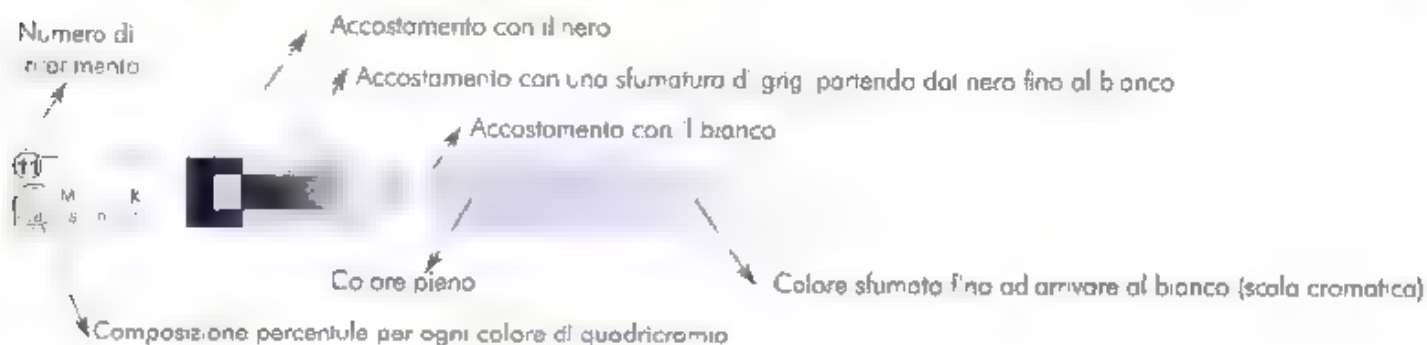 Numero di
Accostamento con il nero
Accostamento con una sfumatura di partendo dal nero fino al bianco
Accostamento con il bianco
11
M K
Colore pieno
Colore sfumato fino ad arrivare al bianco (scala cromatica)
Composizione percentule per ogni colore di quadricromia